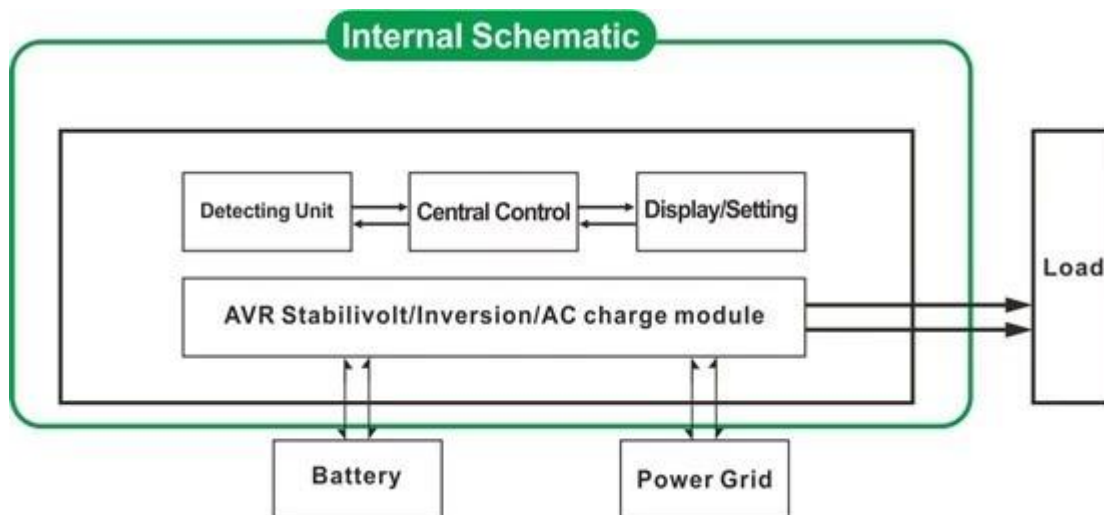 Internal Schematic
Detecting Unit
Central Control
Display/Setting
Load
AVR Stabilivolt/Inversion/AC charge module
Battery
Power Grid